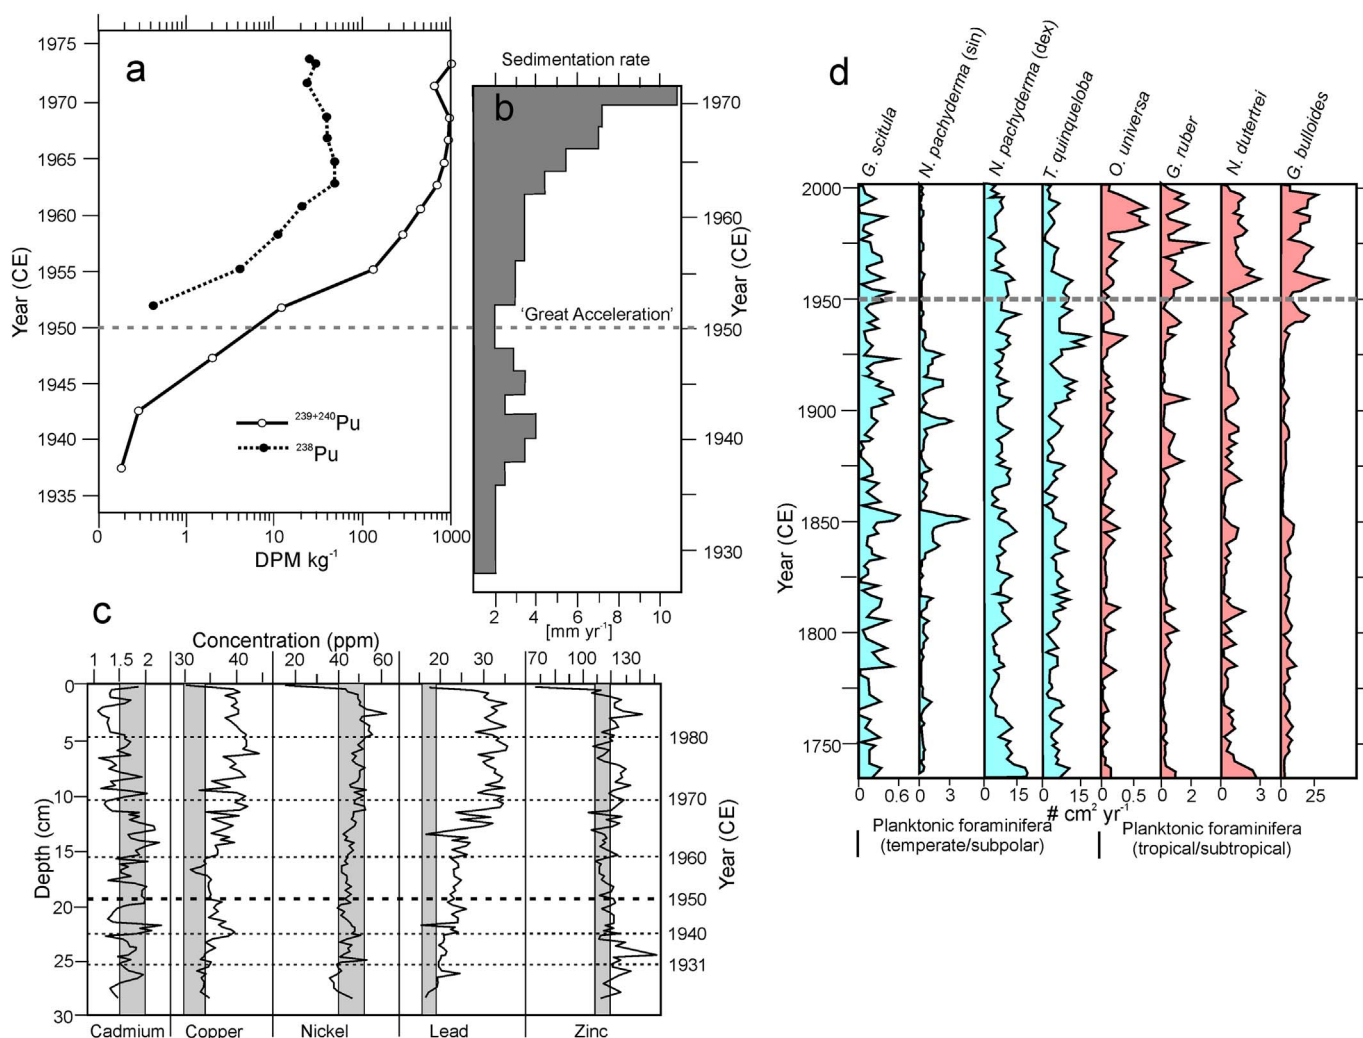 a
1975
1970
1965
1960
1955
1950
1945
1940
1935
Year (CE)
0
1
10
100
1000
DPM kg⁻¹
²³⁹⁺²⁴⁰Pu
²³⁸Pu
Sedimentation rate
b
1970
1960
1950
1940
1930
Year (CE)
'Great Acceleration'
2
4
6
8
10
[mm yr⁻¹]
c
Concentration (ppm)
1
1.5
2
30
40
20
40
60
20
30
70
100
130
0
5
10
15
20
25
30
Depth (cm)
1980
1970
1960
1950
1940
1931
Year (CE)
Cadmium
Copper
Nickel
Lead
Zinc
d
G. scitula
N. pachyderma (sin)
N. pachyderma (dex)
T. quinqueloba
O. universa
G. ruber
N. dutertrei
G. bulloides
2000
1950
1900
1850
1800
1750
Year (CE)
0
0.6
0
3
0
15
0
15
0
0.5
0
2
0
3
0
25
# cm² yr⁻¹
Planktonic foraminifera
(temperate/subpolar)
Planktonic foraminifera
(tropical/subtropical)